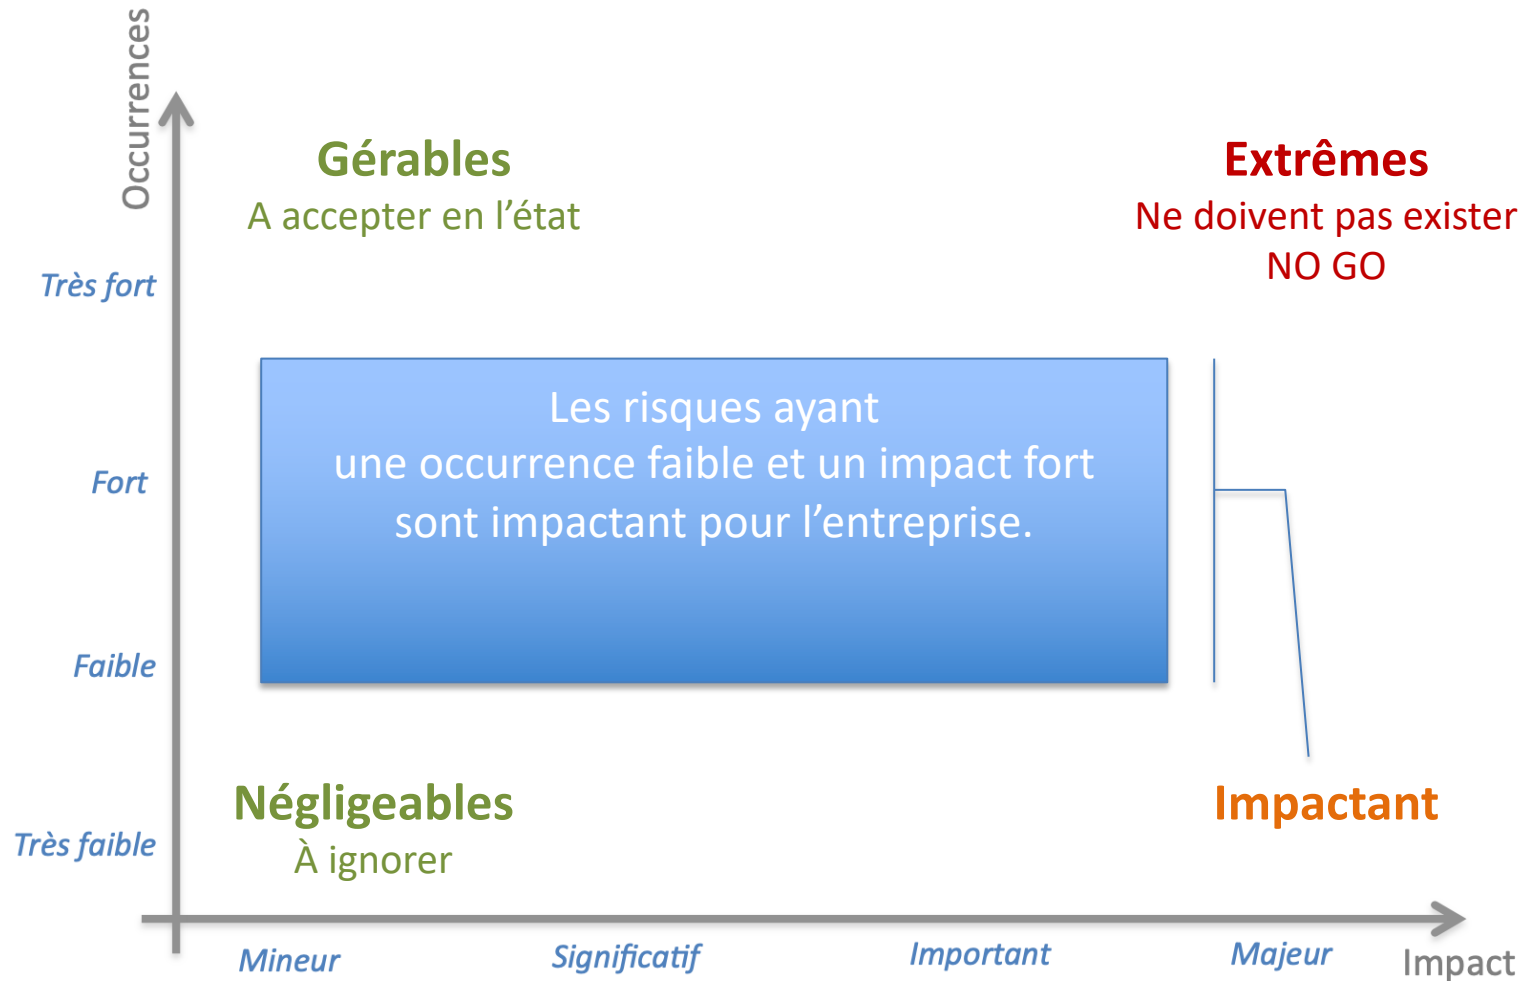 Occurrences
Gérables
A accepter en l’état
Extrêmes
Ne doivent pas exister
NO GO
Très fort
Les risques ayant
une occurrence faible et un impact fort
sont impactant pour l’entreprise.
Fort
Faible
Négligeables
À ignorer
Impactant
Très faible
Mineur
Significatif
Important
Majeur
Impact